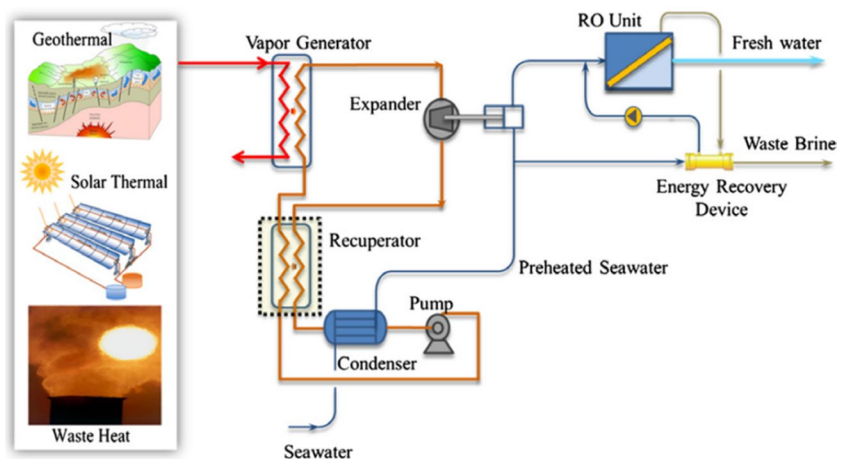 Geothermal
Solar Thermal
Waste Heat
Vapor Generator
Expander
Recuperator
Pump
Condenser
Seawater
Preheated Seawater
RO Unit
Fresh water
Waste Brine
Energy Recovery
Device